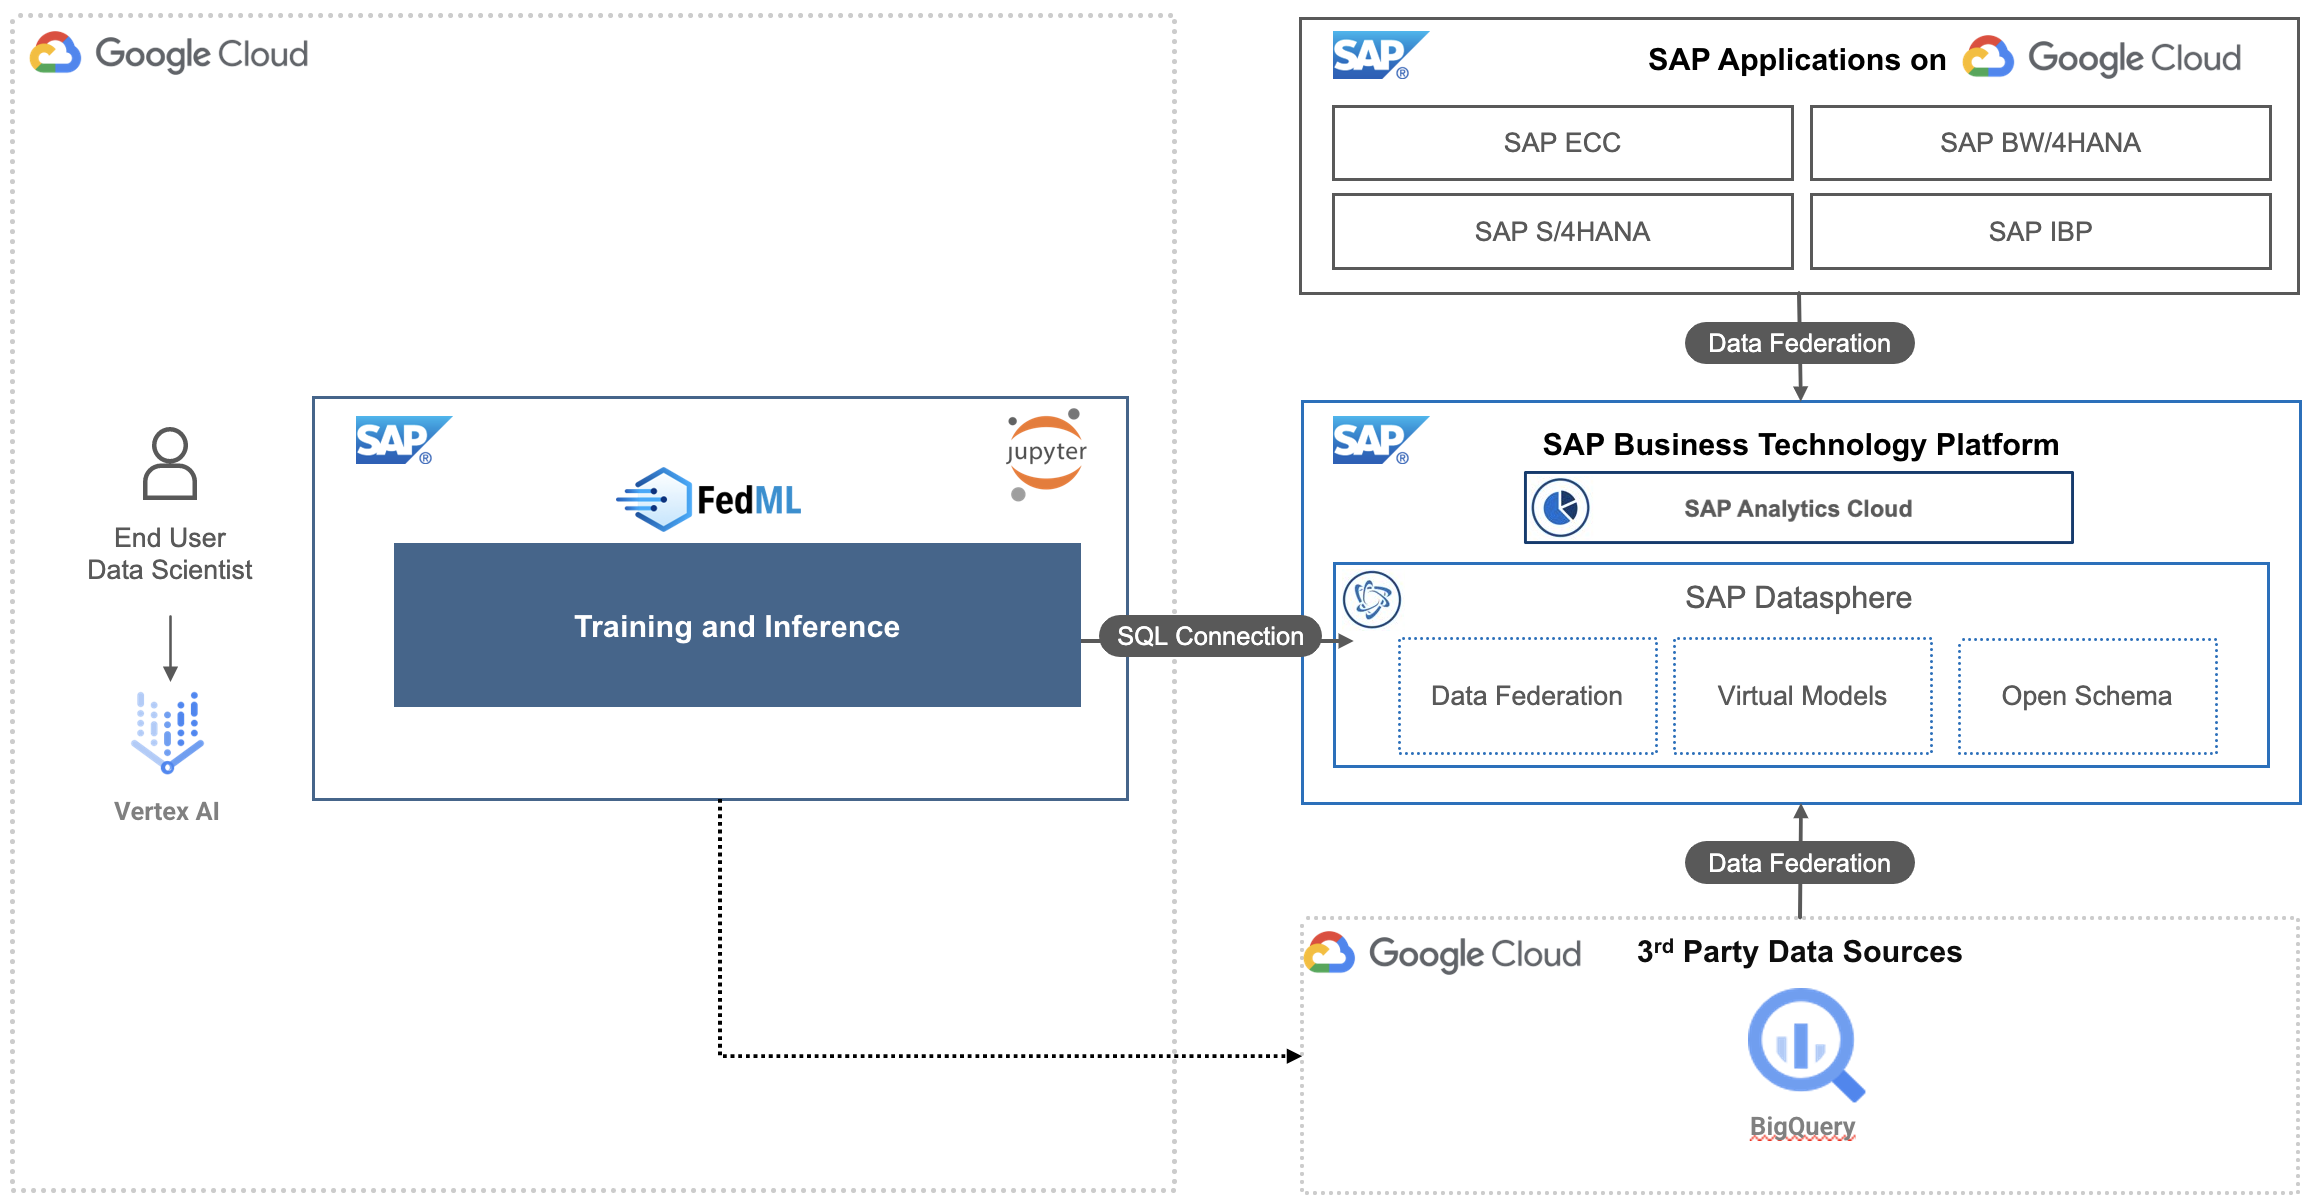 Google Cloud
SAP®
SAP Applications on Google Cloud
SAP ECC
SAP BW/4HANA
SAP S/4HANA
SAP IBP
Data Federation
SAP®
jupyter
FedML
Training and Inference
End User
Data Scientist
Vertex AI
SQL Connection
SAP®
SAP Business Technology Platform
SAP Analytics Cloud
SAP Datasphere
Data Federation
Virtual Models
Open Schema
Data Federation
Google Cloud
3rd Party Data Sources
BigQuery